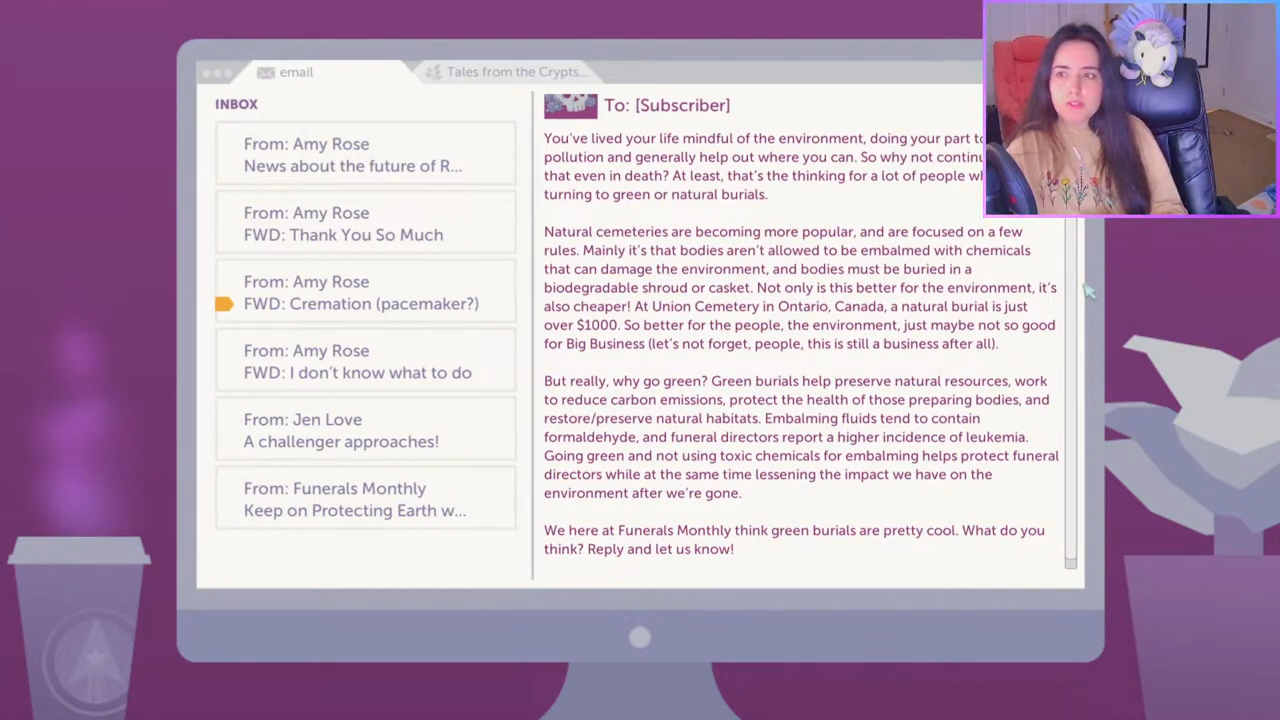 email
Tales from the Crypts...
INBOX
From: Amy Rose
News about the future of R...
From: Amy Rose
FWD: Thank You So Much
From: Amy Rose
FWD: Cremation (pacemaker?)
From: Amy Rose
FWD: I don't know what to do
From: Jen Love
A challenger approaches!
From: Funerals Monthly
Keep on Protecting Earth w...
To: [Subscriber]
You've lived your life mindful of the environment, doing your part to
pollution and generally help out where you can. So why not
that even in death? At least, that's the thinking for a lot of people
turning to green or natural burials.
Natural cemeteries are becoming more popular, and are focused on a few
rules. Mainly it's that bodies aren't allowed to be embalmed with chemicals
that can damage the environment, and bodies must be buried in a
biodegradable shroud or casket. Not only is this better for the environment, it's
also cheaper! At Union Cemetery in Ontario, Canada, a natural burial is just
over $1000. So better for the people, the environment, just maybe not so good
for Big Business (let's not forget, people, this is still a business after all).
But really, why go green? Green burials help preserve natural resources, work
to reduce carbon emissions, protect the health of those preparing bodies, and
restore/preserve natural habitats. Embalming fluids tend to contain
formaldehyde, and funeral directors report a higher incidence of leukemia.
Going green and not using toxic chemicals for embalming helps protect funeral
directors while at the same time lessening the impact we have on the
environment after we're gone.
We here at Funerals Monthly think green burials are pretty cool. What do you
think? Reply and let us know!